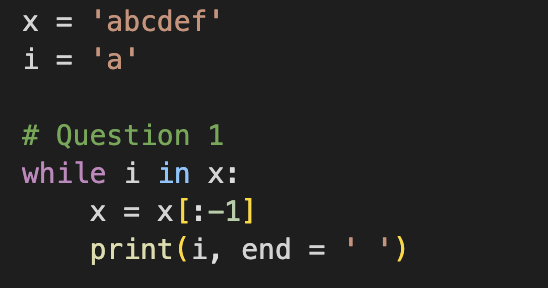 x = 'abcdef'
i = 'a'
# Question 1
while i in x:
    x = x[:-1]
    print(i, end = ' ')